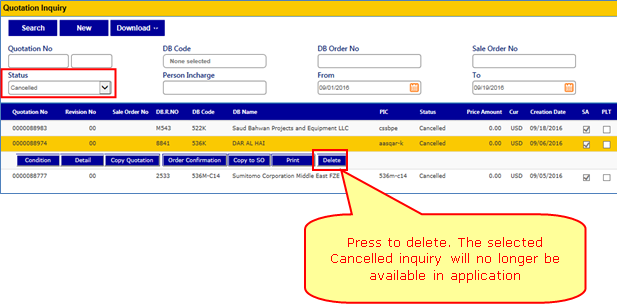 Quotation Inquiry
Search New Download --
Quotation No DB Code DB Order No Sale Order No
None selected
Status Person Incharge From To
Cancelled 09/01/2016 09/19/2016
Quotation No Revision No Sale Order No DB.R.NO DB Code DB Name PIC Status Price Amount Cur Creation Date SA PLT
0000088983 00 M543 522K Saud Bahwan Projects and Equipment LLC cssbpe Cancelled 0.00 USD 09/18/2016
0000088974 00 8841 536K DAR AL HAI aasqar-k Cancelled 0.00 USD 09/06/2016
Condition Detail Copy Quotation Order Confirmation Copy to SO Print Delete
0000088777 00 2533 536M-C14 Sumitomo Corporation Middle East FZE 536m-c14 Cancelled 0.00 USD 09/05/2016
Press to delete. The selected
Cancelled inquiry will no longer be
available in application